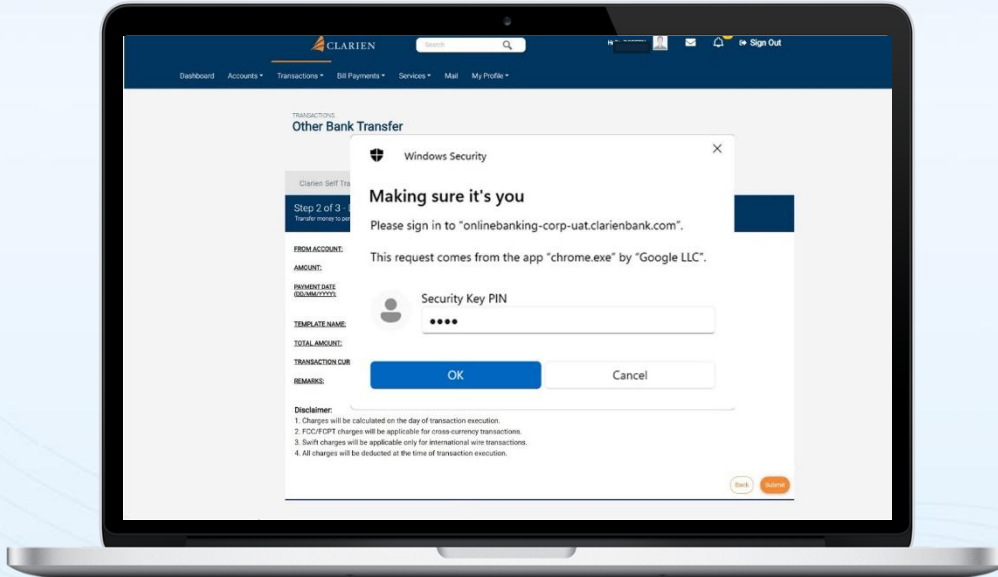 CLARIEN
Search
Sign Out
Dashboard Accounts Transactions Bill Payments Services Mail My Profile
TRANSACTIONS
Other Bank Transfer
Windows Security
Clarien Self
Making sure it's you
Step 2 of 3 -
Transfer money to
Please sign in to "onlinebanking-corp-uat.clarienbank.com".
FROM ACCOUNT:
This request comes from the app "chrome.exe" by "Google LLC".
AMOUNT:
PAYMENT DATE
(DD/MM/YYYY):
Security Key PIN
••••
TEMPLATE NAME:
TOTAL AMOUNT:
TRANSACTION CUR
OK Cancel
REMARKS:
Disclaimer:
1. Charges will be calculated on the day of transaction execution.
2. FCC/FCPT charges will be applicable for cross-currency transactions.
3. Swift charges will be applicable only for international wire transactions.
4. All charges will be deducted at the time of transaction execution.
Back Submit